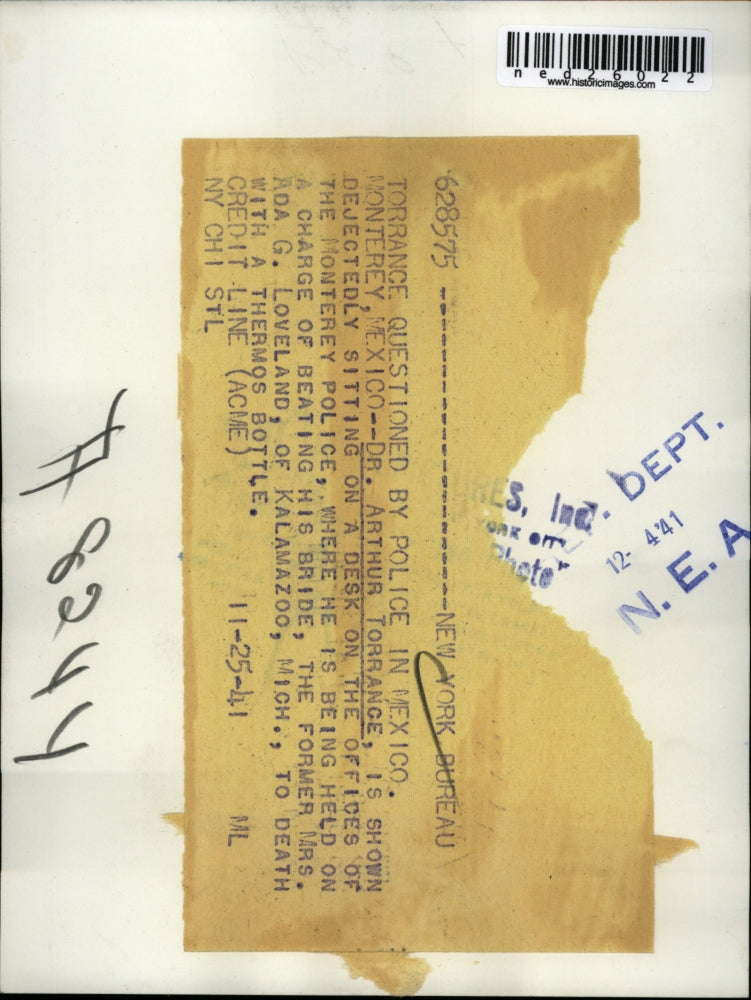 ned26022
www.historicimages.com
628575 -------------------------NEW YORK BUREAU
TORRANCE QUESTIONED BY POLICE IN MEXICO.
MONTEREY, MEXICO--DR. ARTHUR TORRANCE, IS SHOWN
DEJECTEDLY SITTING ON A DESK ON THE OFFICES OF
THE MONTEREY POLICE, WHERE HE IS BEING HELD ON
A CHARGE OF BEATING HIS BRIDE, THE FORMER MRS.
ADA G. LOVELAND, OF KALAMAZOO, MICH., TO DEATH
WITH A THERMOS BOTTLE.
CREDIT LINE (ACME) 11-25-41 ML
NY CHI STL
DEPT.
12- 4'41
N. E. A
Inc.
Photo